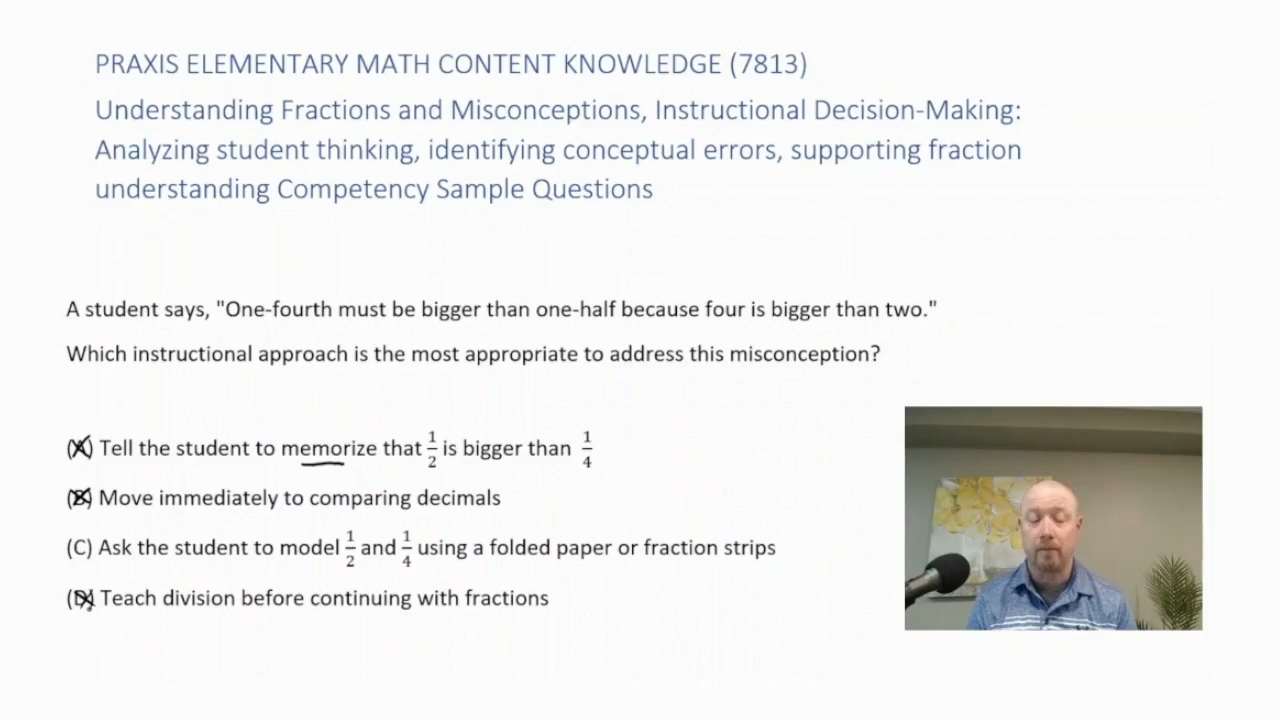 PRAXIS ELEMENTARY MATH CONTENT KNOWLEDGE (7813)
Understanding Fractions and Misconceptions, Instructional Decision-Making:
Analyzing student thinking, identifying conceptual errors, supporting fraction
understanding Competency Sample Questions
A student says, "One-fourth must be bigger than one-half because four is bigger than two."
Which instructional approach is the most appropriate to address this misconception?
(A) Tell the student to memorize that 1/2 is bigger than 1/4
(B) Move immediately to comparing decimals
(C) Ask the student to model 1/2 and 1/4 using a folded paper or fraction strips
(D) Teach division before continuing with fractions